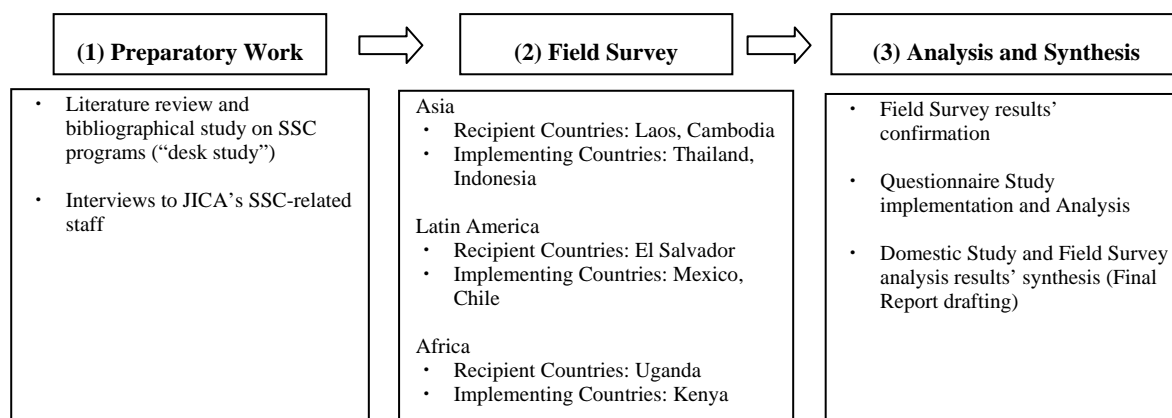 (1) Preparatory Work
・ Literature review and
bibliographical study on SSC
programs (“desk study”)
・ Interviews to JICA’s SSC-related
staff
(2) Field Survey
Asia
・ Recipient Countries: Laos, Cambodia
・ Implementing Countries: Thailand,
Indonesia
Latin America
・ Recipient Countries: El Salvador
・ Implementing Countries: Mexico,
Chile
Africa
・ Recipient Countries: Uganda
・ Implementing Countries: Kenya
(3) Analysis and Synthesis
・ Field Survey results’
confirmation
・ Questionnaire Study
implementation and Analysis
・ Domestic Study and Field Survey
analysis results’ synthesis (Final
Report drafting)